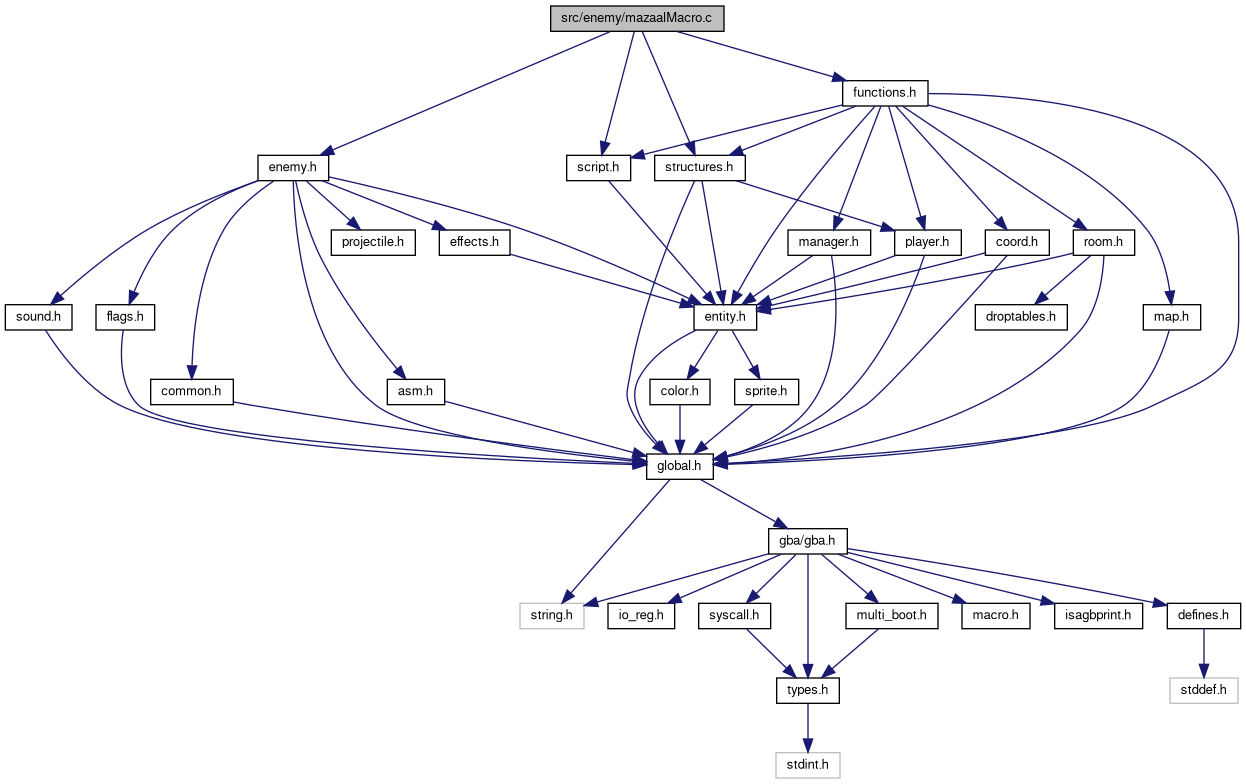 src/enemy/mazaalMacro.c
functions.h
enemy.h
script.h
structures.h
projectile.h
effects.h
manager.h
player.h
coord.h
room.h
sound.h
flags.h
entity.h
droptables.h
map.h
common.h
asm.h
color.h
sprite.h
global.h
gba/gba.h
string.h
io_reg.h
syscall.h
multi_boot.h
macro.h
isagbprint.h
defines.h
types.h
stddef.h
stdint.h